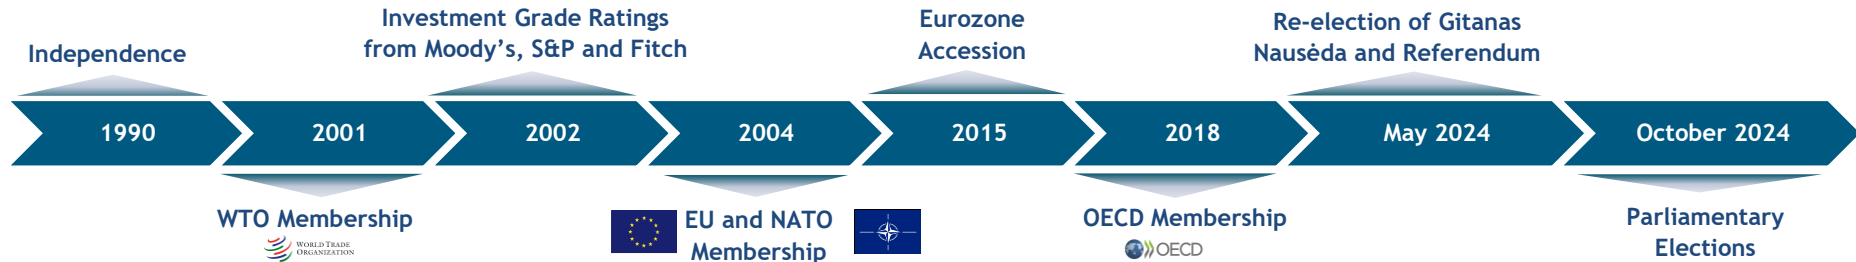 Independence
Investment Grade Ratings
from Moody's, S&P and Fitch
Eurozone
Accession
Re-election of Gitanas
Nausėda and Referendum
1990
2001
2002
2004
2015
2018
May 2024
October 2024
WTO Membership
WORLD TRADE
ORGANIZATION
EU and NATO
Membership
OECD Membership
OECD
Parliamentary
Elections